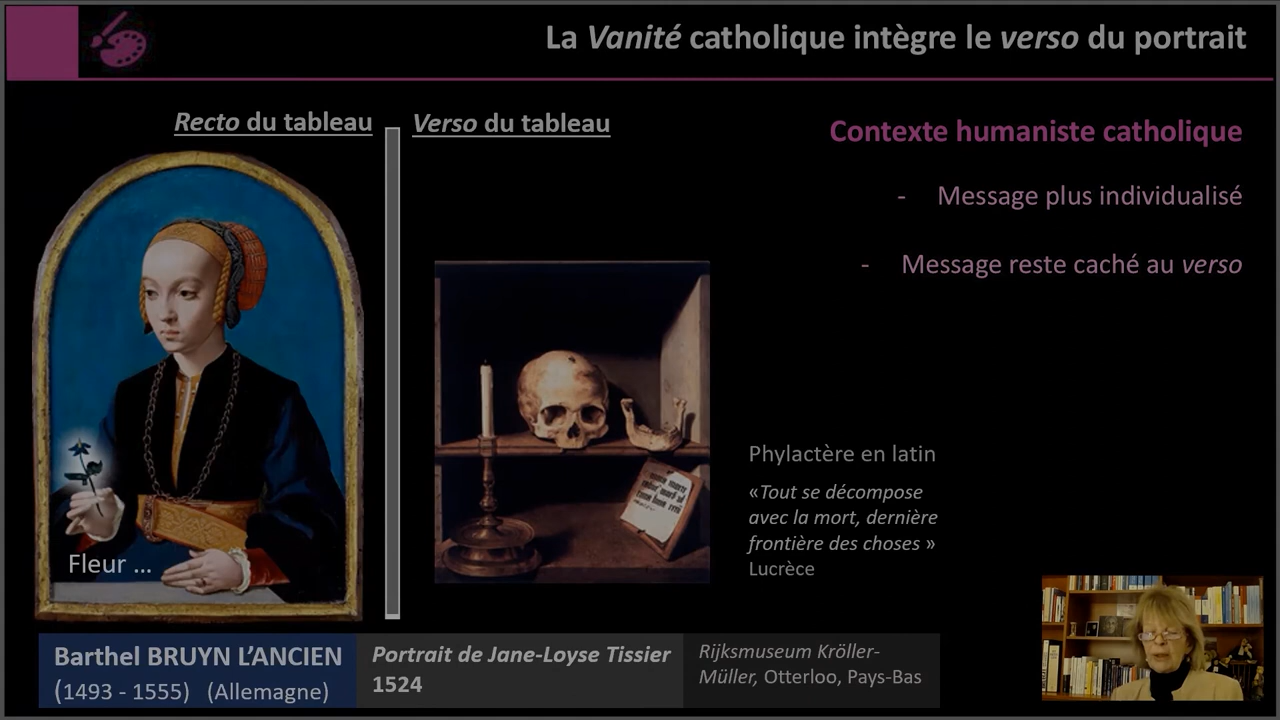 La Vanité catholique intègre le verso du portrait
Recto du tableau
Verso du tableau
Contexte humaniste catholique
- Message plus individualisé
- Message reste caché au verso
Phylactère en latin
«Tout se décompose
avec la mort, dernière
frontière des choses »
Lucrèce
Fleur ...
Barthel BRUYN L’ANCIEN
(1493 - 1555) (Allemagne)
Portrait de Jane-Loyse Tissier
1524
Rijksmuseum Kröller-
Müller, Otterloo, Pays-Bas